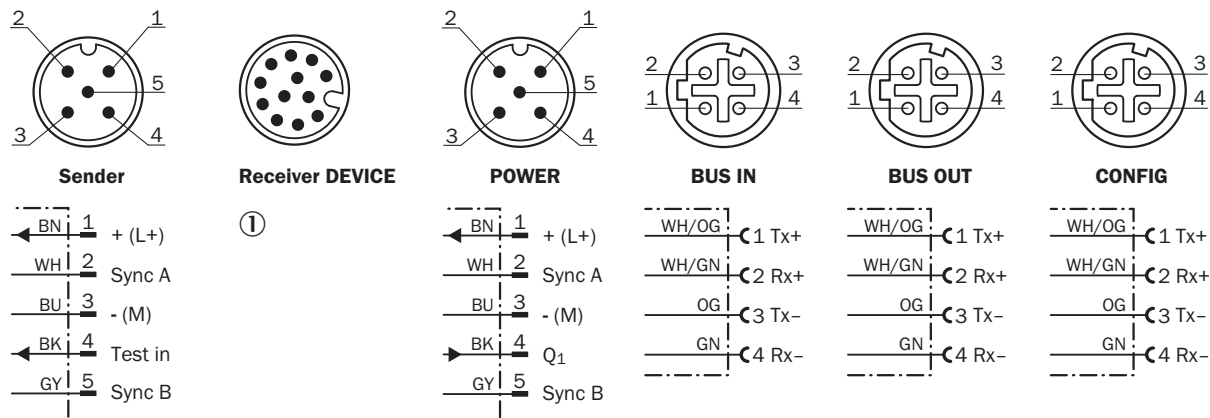 2 1
5
3 4
Sender
BN 1 + (L+)
WH 2 Sync A
BU 3 - (M)
BK 4 Test in
GY 5 Sync B
Receiver DEVICE
①
2 1
5
3 4
POWER
BN 1 + (L+)
WH 2 Sync A
BU 3 - (M)
BK 4 Q1
GY 5 Sync B
2 3
1 4
BUS IN
WH/OG 1 Tx+
WH/GN 2 Rx+
OG 3 Tx–
GN 4 Rx–
2 3
1 4
BUS OUT
WH/OG 1 Tx+
WH/GN 2 Rx+
OG 3 Tx–
GN 4 Rx–
2 3
1 4
CONFIG
WH/OG 1 Tx+
WH/GN 2 Rx+
OG 3 Tx–
GN 4 Rx–